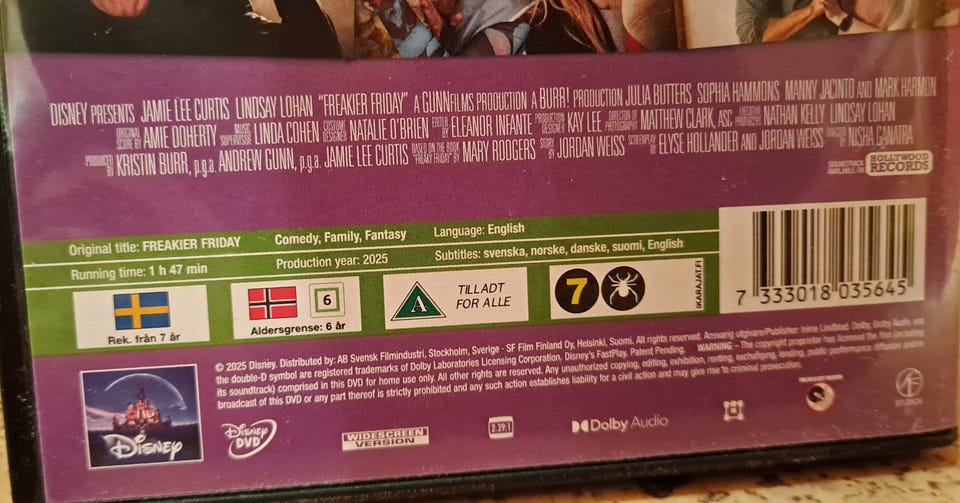 DISNEY PRESENTS JAMIE LEE CURTIS LINDSAY LOHAN "FREAKIER FRIDAY" A GUNNFILMS PRODUCTION A BURR! PRODUCTION JULIA BUTTERS SOPHIA HAMMONS MANNY JACINTO AND MARK HARMON
ORIGINAL SCORE BY AMIE DOHERTY MUSIC SUPERVISOR LINDA COHEN COSTUME DESIGNER NATALIE O'BRIEN EDITED BY ELEANOR INFANTE PRODUCTION DESIGNER KAY LEE DIRECTOR OF PHOTOGRAPHY MATTHEW CLARK, ASC EXECUTIVE PRODUCERS NATHAN KELLY LINDSAY LOHAN
PRODUCED BY KRISTIN BURR, p.g.a. ANDREW GUNN, p.g.a. JAMIE LEE CURTIS BASED ON THE BOOK "FREAKY FRIDAY" BY MARY RODGERS STORY BY JORDAN WEISS SCREENPLAY BY ELYSE HOLLANDER AND JORDAN WEISS DIRECTED BY NISHA GANATRA
SOUNDTRACK AVAILABLE ON HOLLYWOOD RECORDS
Original title: FREAKIER FRIDAY Comedy, Family, Fantasy Language: English
Running time: 1 h 47 min Production year: 2025 Subtitles: svenska, norske, danske, suomi, English
Rek. från 7 år
6
Aldersgrense: 6 år
A
TILLADT
FOR ALLE
7
IKARAJAT.FI
7 333018 035645
© 2025 Disney. Distributed by: AB Svensk Filmindustri, Stockholm, Sverige - SF Film Finland Oy, Helsinki, Suomi. All rights reserved. Ansvarig utgivare/Publisher: Inine Lindblad. Dolby, Dolby Audio and
the double-D symbol are registered trademarks of Dolby Laboratories Licensing Corporation, Disney's FastPlay. Patent Pending. WARNING – The copyright proprietor has licensed the film (including
its soundtrack) comprised in this DVD for home use only. All other rights are reserved. Any unauthorized copying, editing, exhibition, renting, exchanging, lending, public performance, diffusion and/or
broadcast of this DVD or any part thereof is strictly prohibited and any such action establishes liability for a civil action and may give rise to criminal prosecution.
Disney
Disney DVD
WIDESCREEN
VERSION
2.39:1
Dolby Audio
SF
STUDIOS